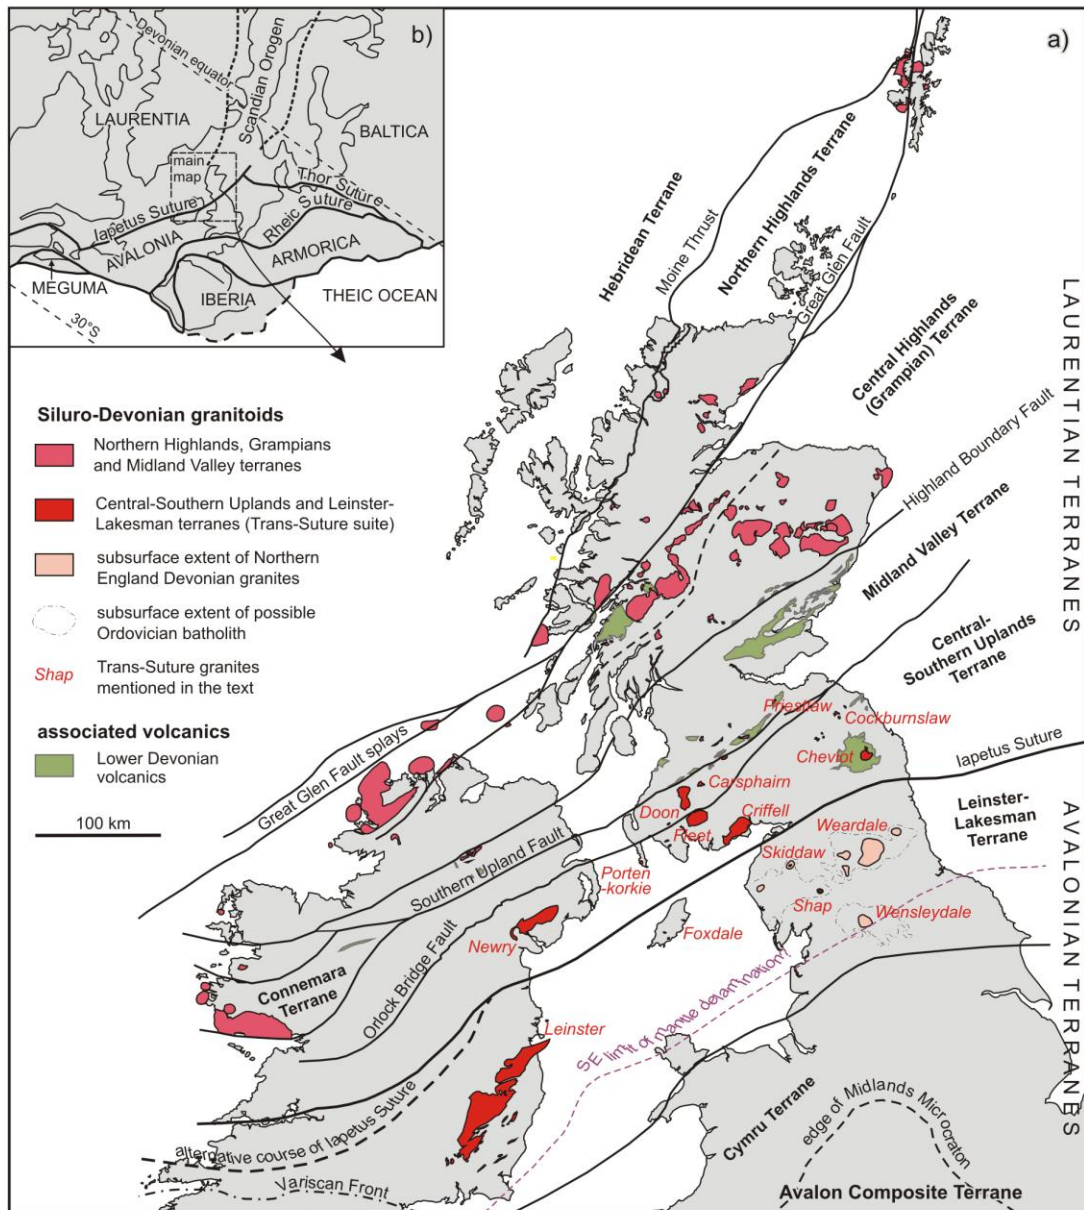 b)
Devonian equator
Scandian Orogen
LAURENTIA
BALTICA
main
map
Thor Suture
Iapetus Suture
Rheic Suture
AVALONIA
ARMORICA
MEGUMA
IBERIA
THEIC OCEAN
30°S
a)
Siluro-Devonian granitoids
Northern Highlands, Grampians
and Midland Valley terranes
Central-Southern Uplands and Leinster-
Lakesman terranes (Trans-Suture suite)
subsurface extent of Northern
England Devonian granites
subsurface extent of possible
Ordovician batholith
Shap
Trans-Suture granites
mentioned in the text
associated volcanics
Lower Devonian
volcanics
100 km
Hebridean Terrane
Moine Thrust
Northern Highlands Terrane
Great Glen Fault
Central Highlands
(Grampian) Terrane
Highland Boundary Fault
Midland Valley Terrane
Central-
Southern Uplands
Terrane
LAURENTIAN TERRANES
Priestlaw
Cockburnslaw
Cheviot
Iapetus Suture
Carsphairn
Doon
Fleet
Criffell
Leinster-
Lakesman
Terrane
Weardale
Skiddaw
Shap
Wensleydale
Great Glen Fault splays
Southern Upland Fault
Porten
-korkie
Newry
Foxdale
Orlock Bridge Fault
Connemara
Terrane
Leinster
SE limit of mantle delamination?
AVALONIAN TERRANES
alternative course of Iapetus Suture
Variscan Front
Cymru Terrane
edge of Midlands Microcraton
Avalon Composite Terrane